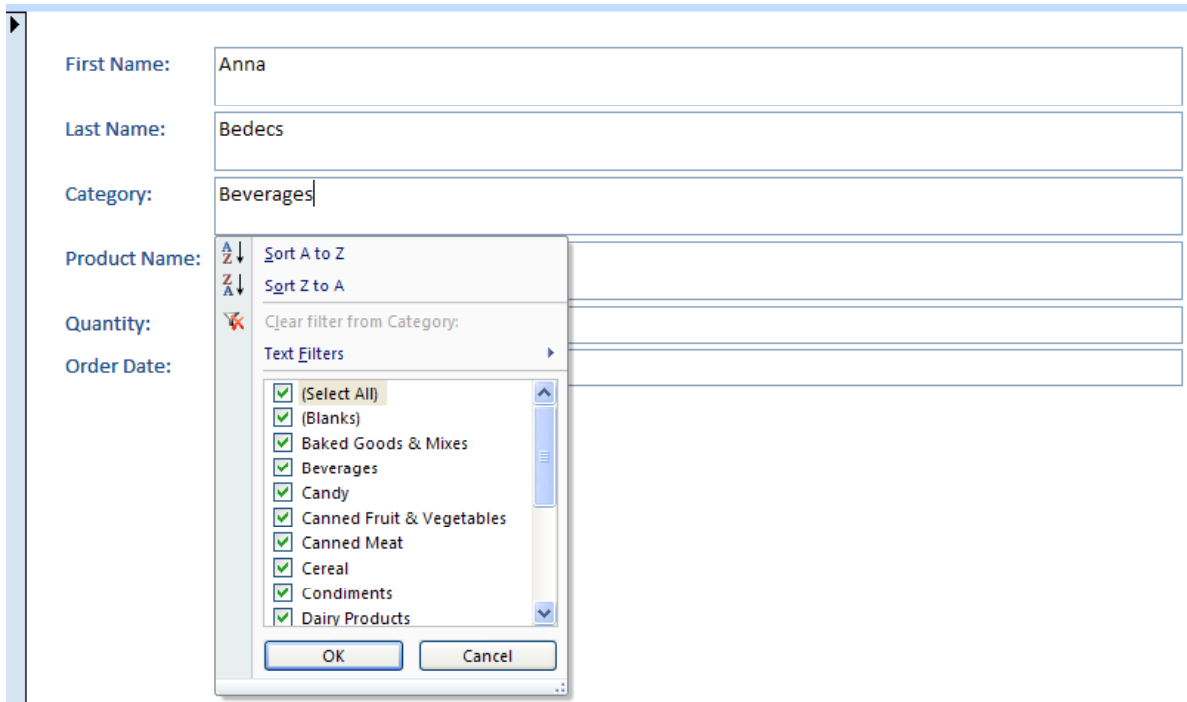 First Name: Anna
Last Name: Bedecs
Category: Beverages
Product Name:
Quantity:
Order Date:
Sort A to Z
Sort Z to A
Clear filter from Category:
Text Filters
(Select All)
(Blanks)
Baked Goods & Mixes
Beverages
Candy
Canned Fruit & Vegetables
Canned Meat
Cereal
Condiments
Dairy Products
OK Cancel